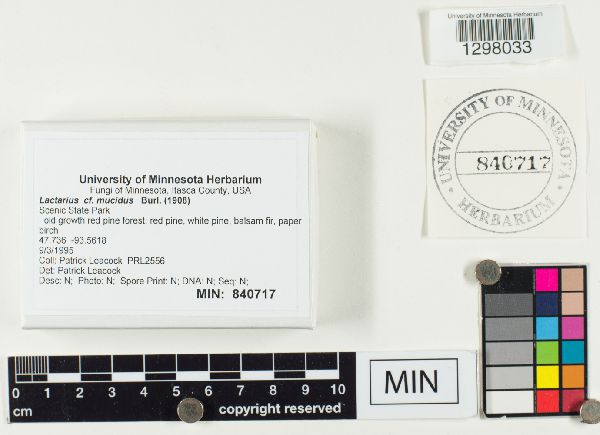 University of Minnesota Herbarium
1298033
UNIVERSITY OF MINNESOTA
840717
HERBARIUM
University of Minnesota Herbarium
Fungi of Minnesota, Itasca County, USA
Lactarius cf. mucidus Burl. (1908)
Scenic State Park
old growth red pine forest. red pine, white pine, balsam fir, paper
birch
47.736 -93.5618
9/3/1995
Coll: Patrick Leacock PRL2556
Det: Patrick Leacock
Desc: N; Photo: N; Spore Print: N; DNA: N; Seq: N;
MIN: 840717
0 1 2 3 4 5 6 7 8 9 10
cm
copyright reserved
MIN